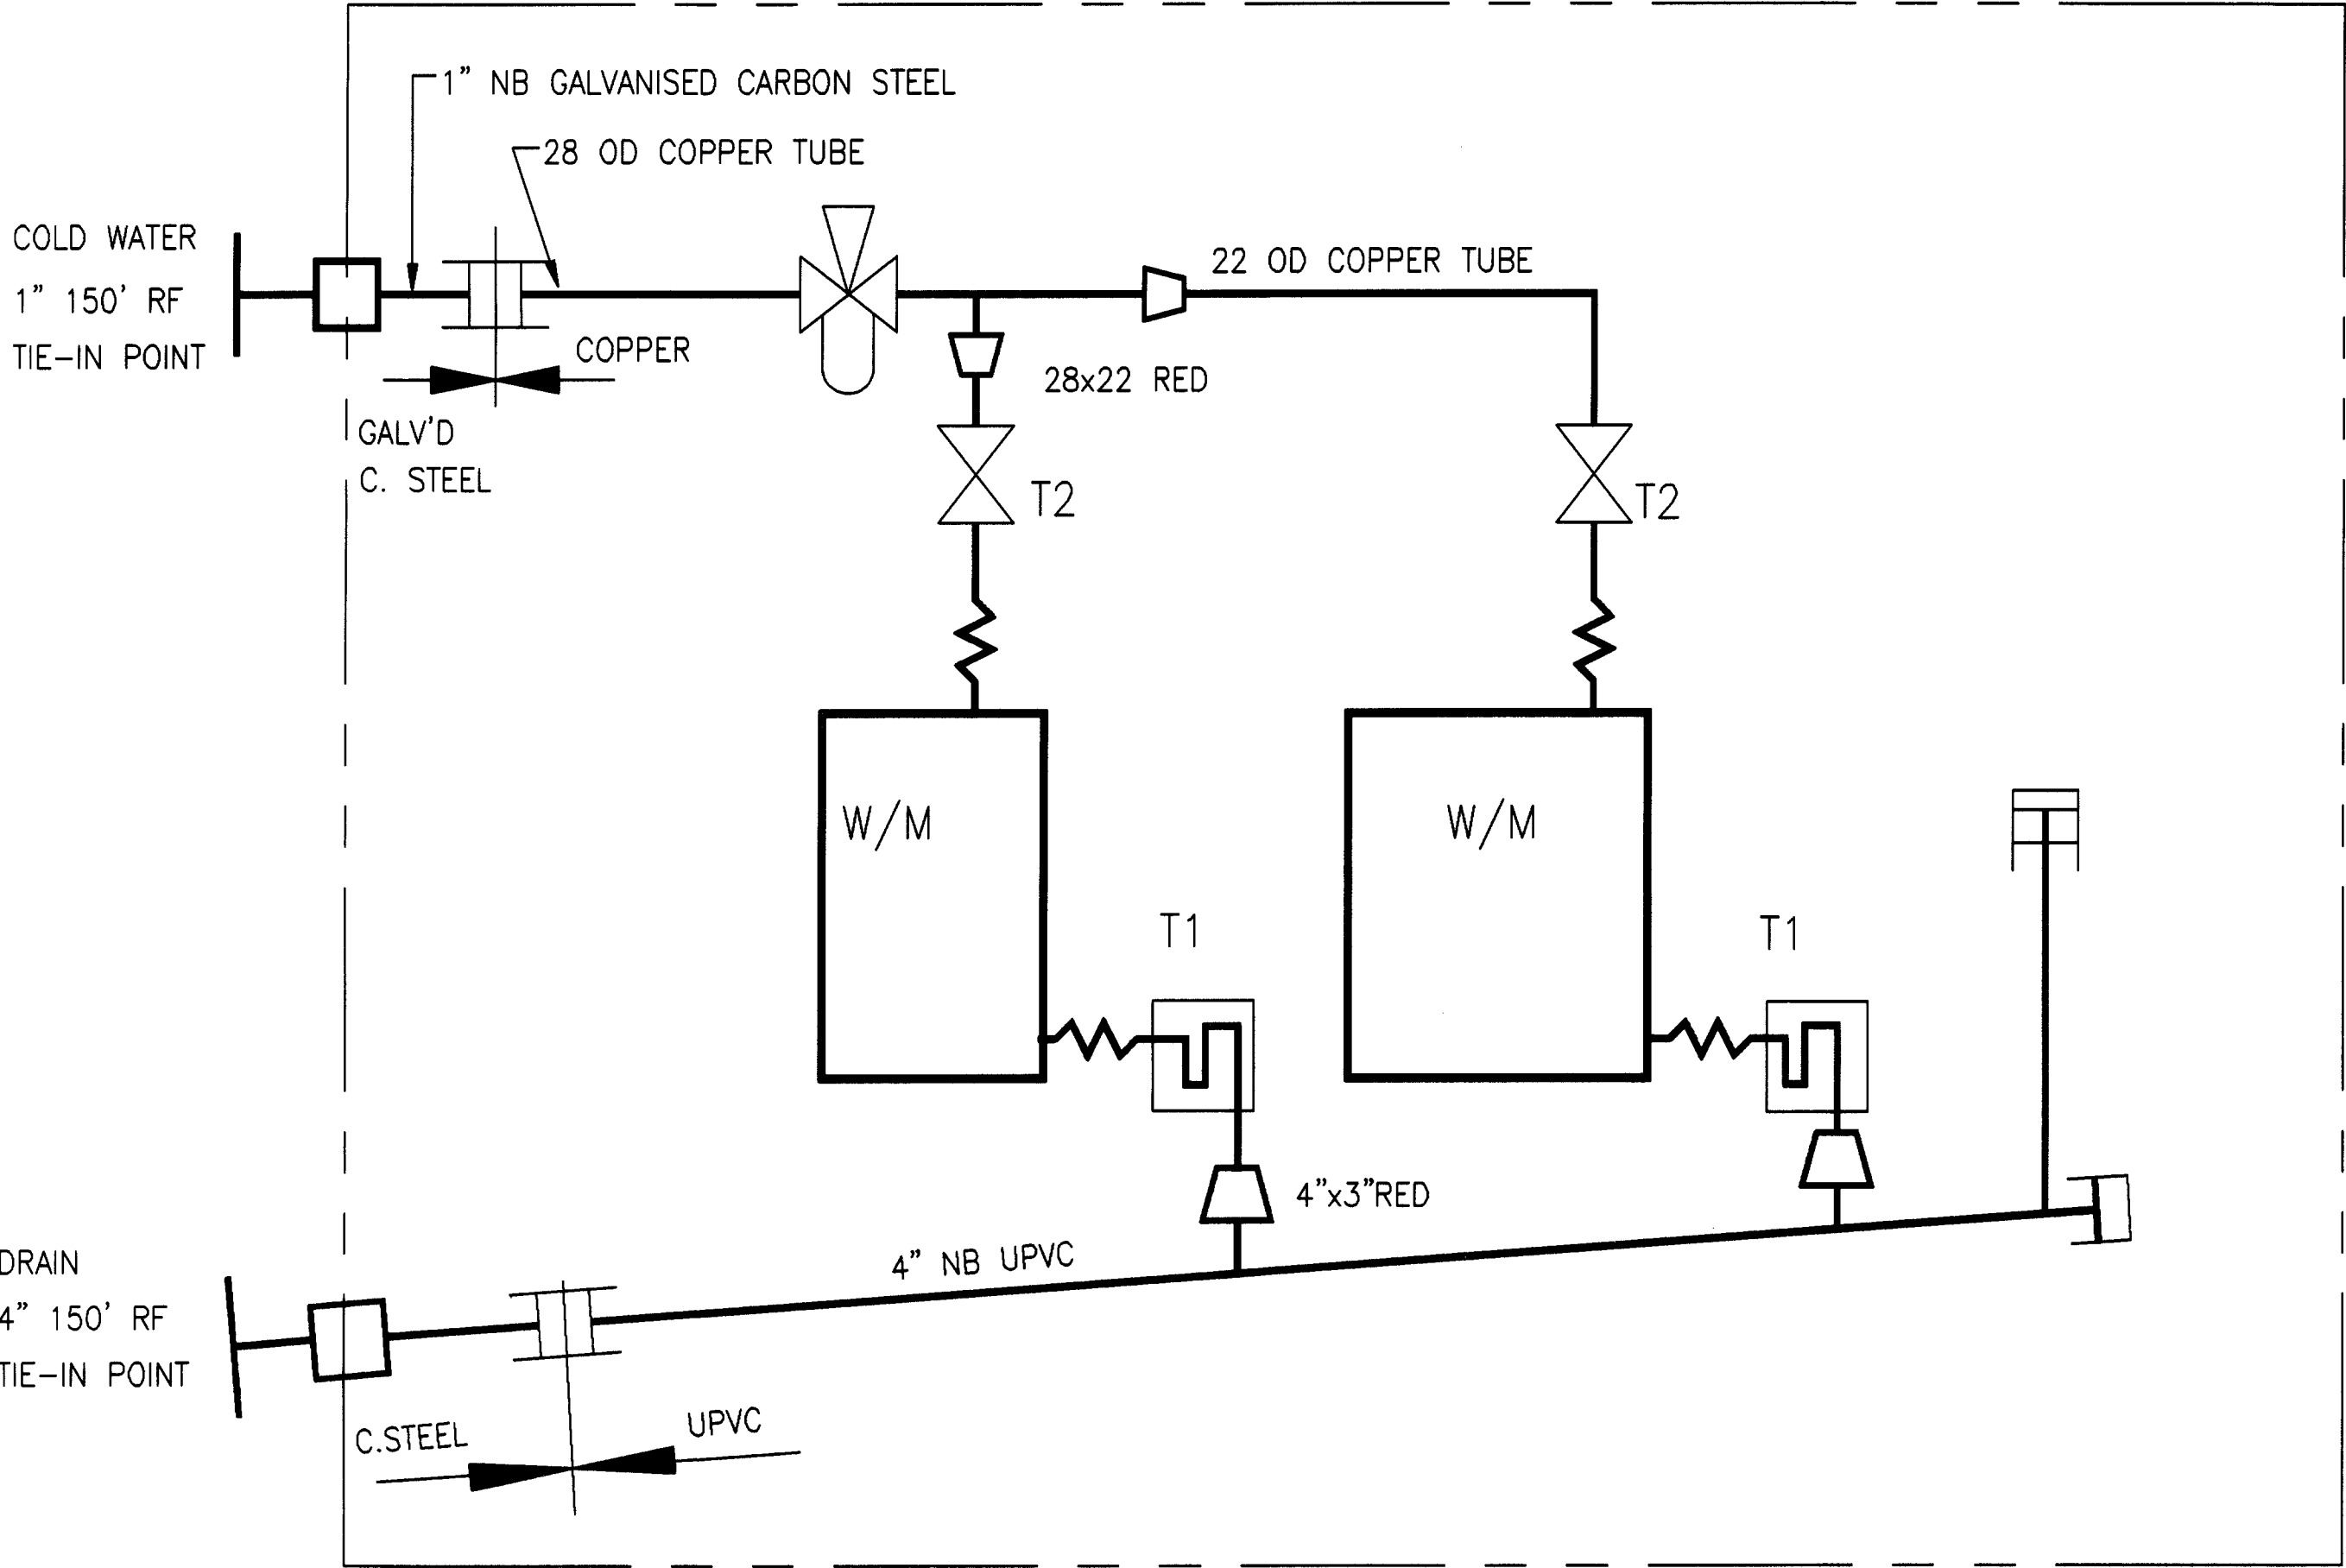 1” NB GALVANISED CARBON STEEL
28 OD COPPER TUBE
COLD WATER
1” 150’ RF
TIE-IN POINT
22 OD COPPER TUBE
COPPER
28x22 RED
GALV’D
C. STEEL
T2
T2
W/M
W/M
T1
T1
4”x3”RED
4” NB UPVC
DRAIN
4” 150’ RF
TIE-IN POINT
C.STEEL
UPVC